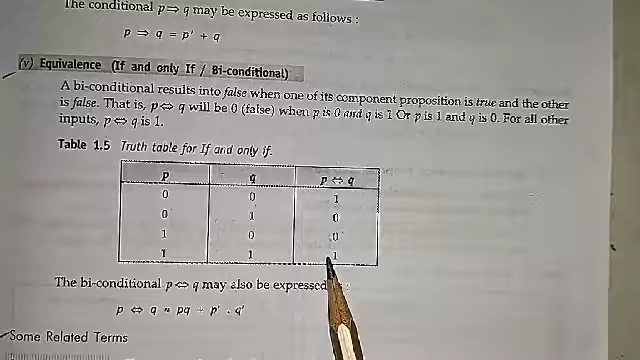 The conditional p⇒ q may be expressed as follows :
p ⇒ q = p' + q
(v) Equivalence (If and only If / Bi-conditional)
A bi-conditional results into false when one of its component proposition is true and the other
is false. That is, p⇔ q will be 0 (false) when p is 0 and q is 1 Or p is 1 and q is 0. For all other
inputs, p ⇔ q is 1.
Table 1.5 Truth table for If and only if.
p q p ⇔ q
0 0 1
0 1 0
1 0 0
1 1 1
The bi-conditional p ⇔ q may also be expressed :
p ⇔ q = pq + p' . q'
Some Related Terms